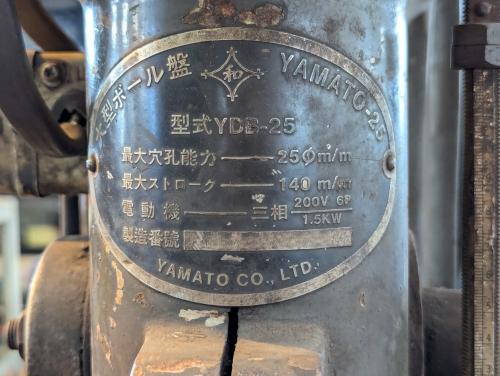 大型ボール盤 和 YAMATO-25
型式YDB-25
最大穴孔能力 — 25φm/m
最大ストローク — 140 m/m
電動機 — 三相 200V 6P
1.5KW
製造番號
YAMATO CO., LTD.